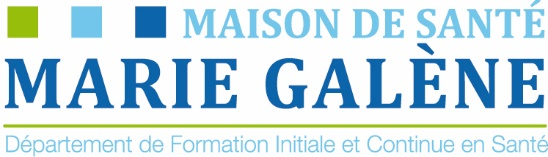 MAISON DE SANTÉ
MARIE GALÈNE
Département de Formation Initiale et Continue en Santé